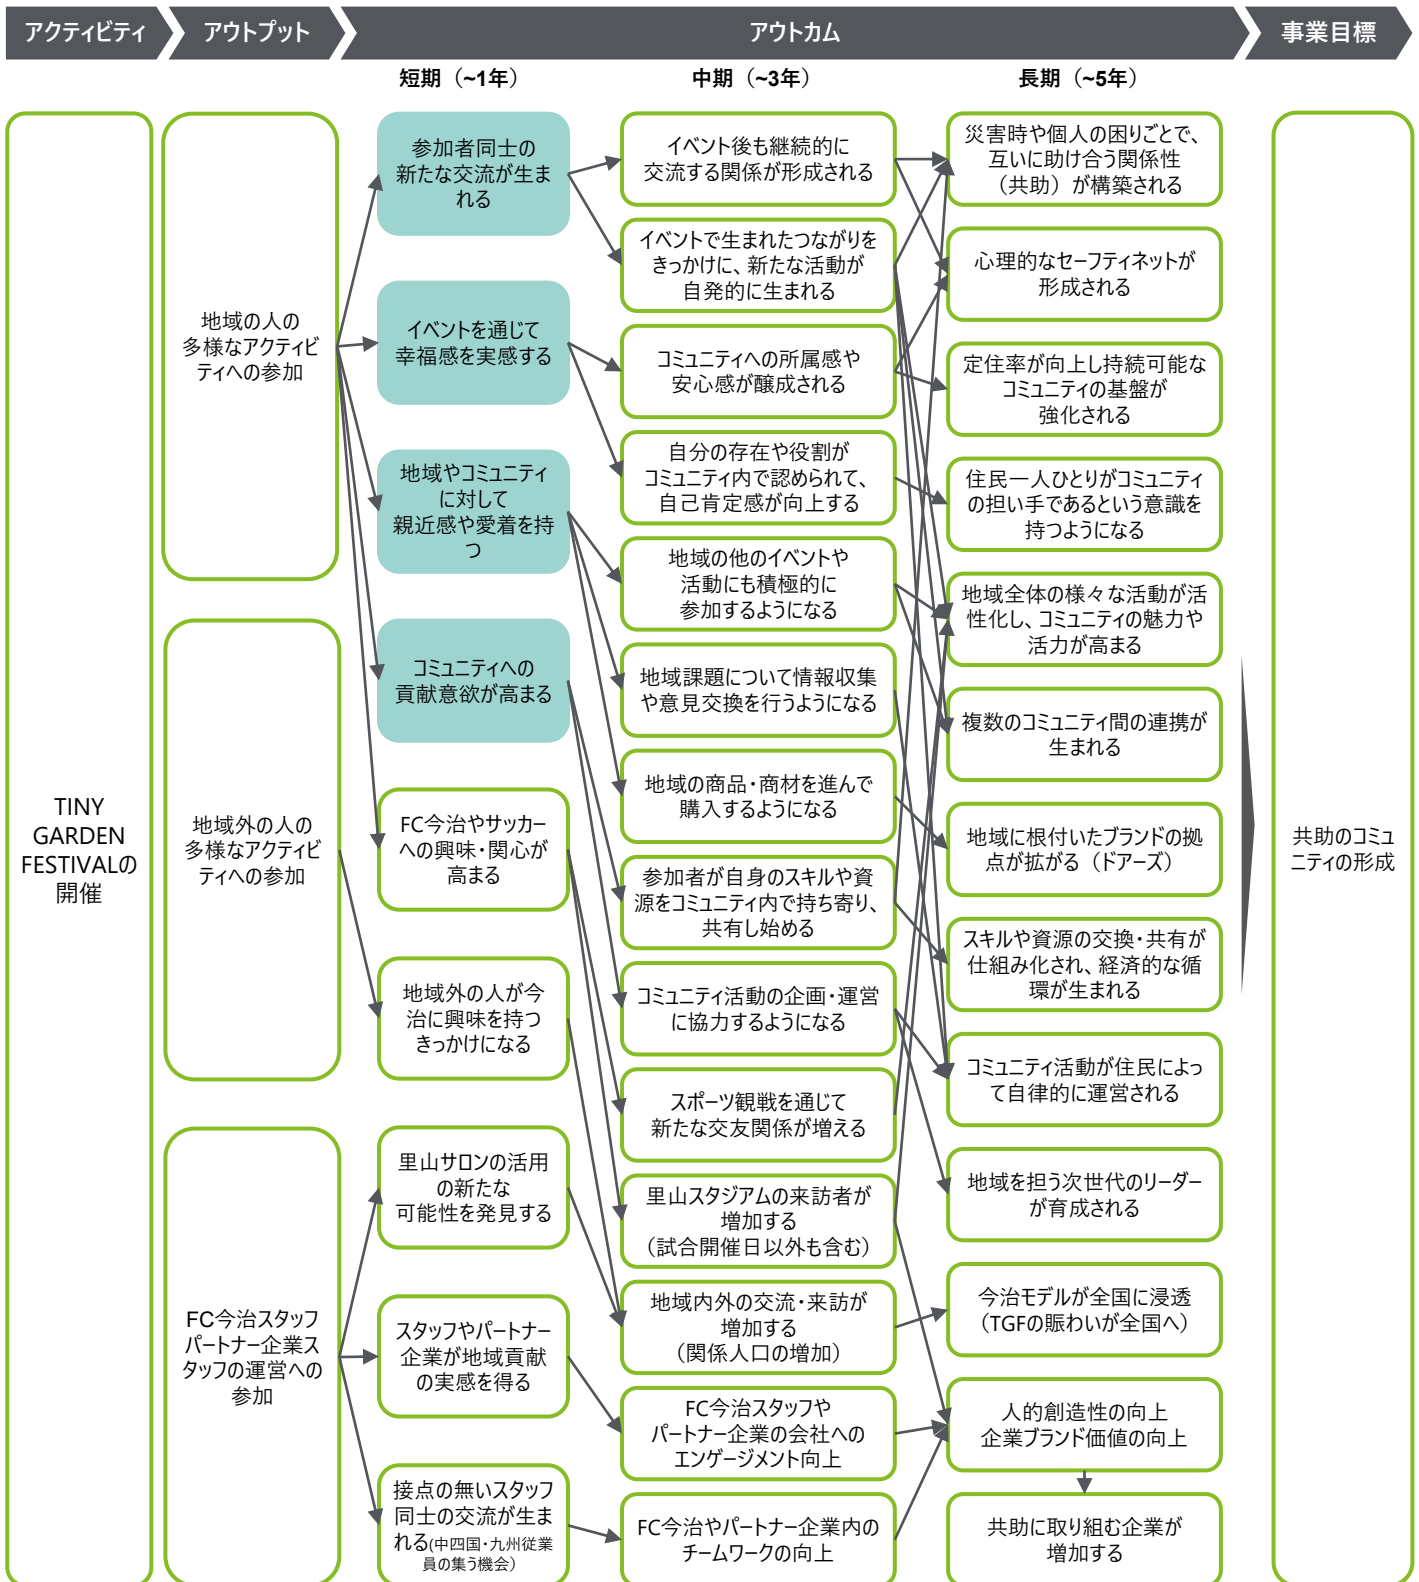 アクティビティ
アウトプット
アウトカム
事業目標
短期（~1年）
中期（~3年）
長期（~5年）
TINY
GARDEN
FESTIVALの
開催
地域の人の
多様なアクティビ
ティへの参加
地域外の人の
多様なアクティビ
ティへの参加
FC今治スタッフ
パートナー企業ス
タッフの運営への
参加
参加者同士の
新たな交流が生ま
れる
イベントを通じて
幸福感を実感する
地域やコミュニティ
に対して
親近感や愛着を持
つ
コミュニティへの
貢献意欲が高まる
FC今治やサッカー
への興味・関心が
高まる
地域外の人が今
治に興味を持つ
きっかけになる
里山サロンの活用
の新たな
可能性を発見する
スタッフやパートナー
企業が地域貢献
の実感を得る
接点の無いスタッフ
同士の交流が生ま
れる(中四国・九州従業
員の集う機会）
イベント後も継続的に
交流する関係が形成される
イベントで生まれたつながりを
きっかけに、新たな活動が
自発的に生まれる
コミュニティへの所属感や
安心感が醸成される
自分の存在や役割が
コミュニティ内で認められて、
自己肯定感が向上する
地域の他のイベントや
活動にも積極的に
参加するようになる
地域課題について情報収集
や意見交換を行うようになる
地域の商品・商材を進んで
購入するようになる
参加者が自身のスキルや資
源をコミュニティ内で持ち寄り、
共有し始める
コミュニティ活動の企画・運営
に協力するようになる
スポーツ観戦を通じて
新たな交友関係が増える
里山スタジアムの来訪者が
増加する
（試合開催日以外も含む）
地域内外の交流・来訪が
増加する
（関係人口の増加）
FC今治スタッフや
パートナー企業の会社への
エンゲージメント向上
FC今治やパートナー企業内の
チームワークの向上
災害時や個人の困りごとで、
互いに助け合う関係性
（共助）が構築される
心理的なセーフティネットが
形成される
定住率が向上し持続可能な
コミュニティの基盤が
強化される
住民一人ひとりがコミュニティ
の担い手であるという意識を
持つようになる
地域全体の様々な活動が活
性化し、コミュニティの魅力や
活力が高まる
複数のコミュニティ間の連携が
生まれる
地域に根付いたブランドの拠
点が拡がる（ドアーズ）
スキルや資源の交換・共有が
仕組み化され、経済的な循
環が生まれる
コミュニティ活動が住民によっ
て自律的に運営される
地域を担う次世代のリーダー
が育成される
今治モデルが全国に浸透
（TGFの賑わいが全国へ）
人的創造性の向上
企業ブランド価値の向上
共助に取り組む企業が
増加する
共助のコミュ
ニティの形成